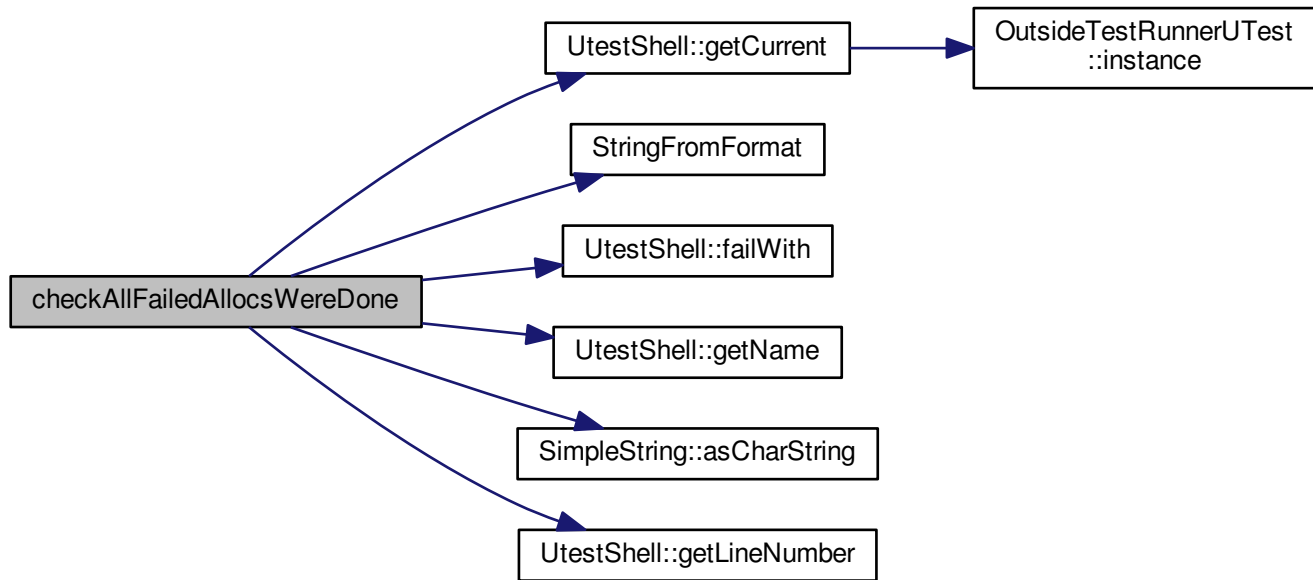 UtestShell::getCurrent
OutsideTestRunnerUTest
::instance
StringFromFormat
UtestShell::failWith
checkAllFailedAllocsWereDone
UtestShell::getName
SimpleString::asCharString
UtestShell::getLineNumber